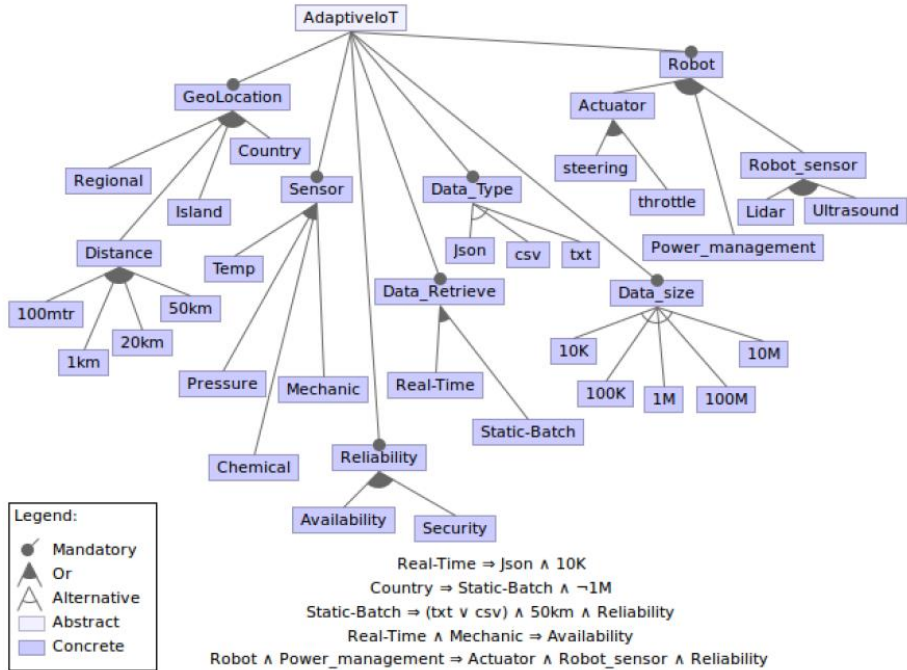 AdaptiveIoT
Robot
GeoLocation
Actuator
Country
steering
Robot_sensor
Regional
Sensor
Data_Type
Island
throttle
Lidar
Ultrasound
Distance
Temp
Json
csv
txt
Power_management
Data_Retrieve
Data_size
100mtr
50km
20km
1km
10K
10M
Pressure
Mechanic
Real-Time
100K
1M
100M
Static-Batch
Chemical
Reliability
Availability
Security
Legend:
Mandatory
Or
Alternative
Abstract
Concrete
Real-Time ⇒ Json ∧ 10K
Country ⇒ Static-Batch ∧ ¬1M
Static-Batch ⇒ (txt ∨ csv) ∧ 50km ∧ Reliability
Real-Time ∧ Mechanic ⇒ Availability
Robot ∧ Power_management ⇒ Actuator ∧ Robot_sensor ∧ Reliability